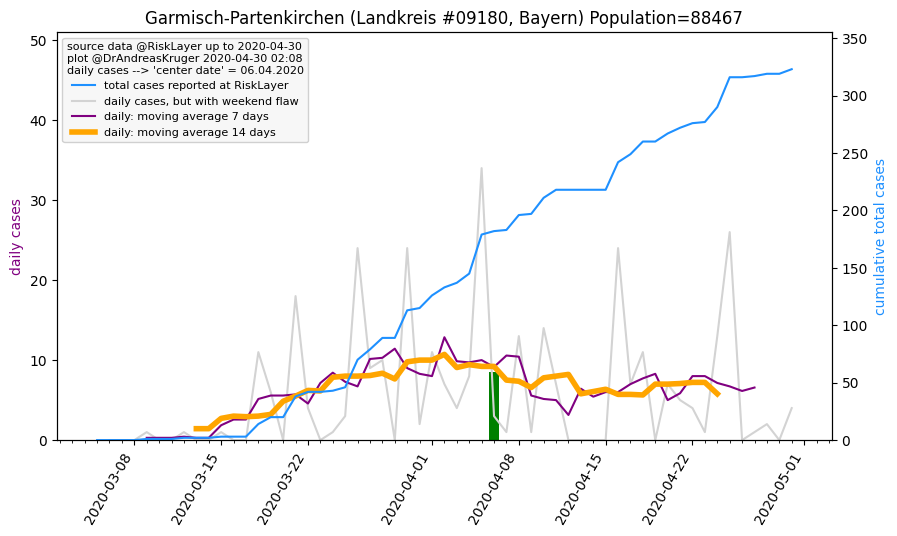 Garmisch-Partenkirchen (Landkreis #09180, Bayern) Population=88467
source data @RiskLayer up to 2020-04-30
plot @DrAndreasKruger 2020-04-30 02:08
daily cases --> 'center date' = 06.04.2020
total cases reported at RiskLayer
daily cases, but with weekend flaw
daily: moving average 7 days
daily: moving average 14 days
daily cases
50
40
30
20
10
0
cumulative total cases
350
300
250
200
150
100
50
0
2020-03-08
2020-03-15
2020-03-22
2020-04-01
2020-04-08
2020-04-15
2020-04-22
2020-05-01